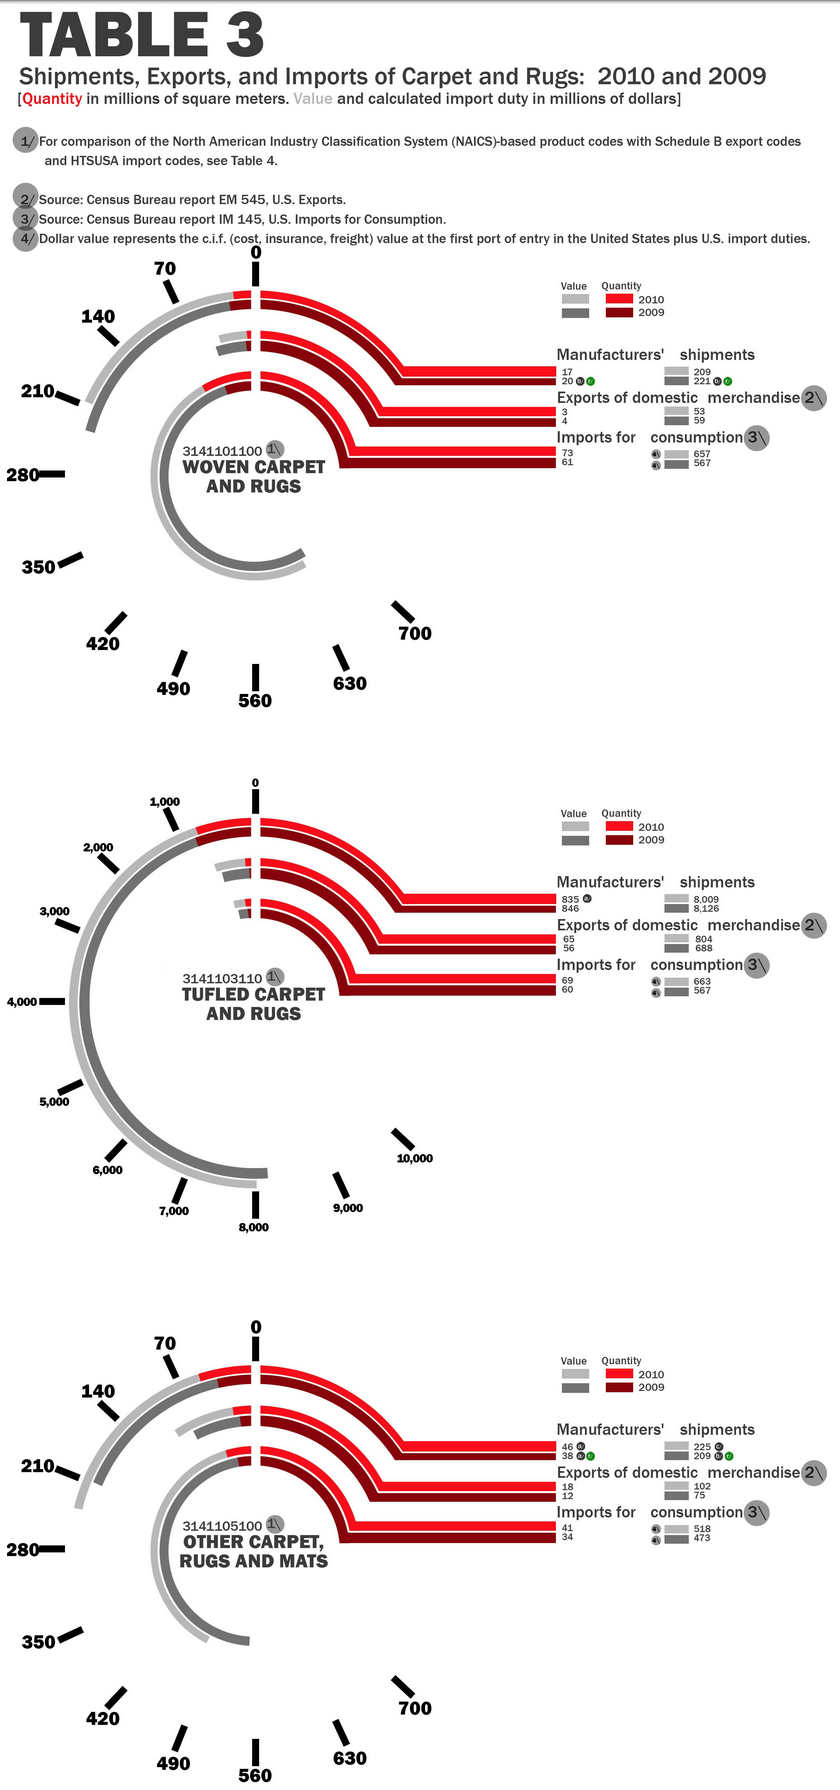 TABLE 3
Shipments, Exports, and Imports of Carpet and Rugs: 2010 and 2009
[Quantity in millions of square meters. Value and calculated import duty in millions of dollars]
1/ For comparison of the North American Industry Classification System (NAICS)-based product codes with Schedule B export codes
and HTSUSA import codes, see Table 4.
2/ Source: Census Bureau report EM 545, U.S. Exports.
3/ Source: Census Bureau report IM 145, U.S. Imports for Consumption.
4/ Dollar value represents the c.i.f. (cost, insurance, freight) value at the first port of entry in the United States plus U.S. import duties.
0
70
140
210
280
350
420
490
560
630
700
Value Quantity
2010
2009
Manufacturers' shipments
17 209
20 221
Exports of domestic merchandise 2\
3 53
4 59
Imports for consumption 3\
73 657
61 567
3141101100 1\
WOVEN CARPET
AND RUGS
0
1,000
2,000
3,000
4,000
5,000
6,000
7,000
8,000
9,000
10,000
Value Quantity
2010
2009
Manufacturers' shipments
835 8,009
846 8,126
Exports of domestic merchandise 2\
65 804
56 688
Imports for consumption 3\
69 663
60 567
3141103110 1\
TUFLED CARPET
AND RUGS
0
70
140
210
280
350
420
490
560
630
700
Value Quantity
2010
2009
Manufacturers' shipments
46 225
38 209
Exports of domestic merchandise 2\
18 102
12 75
Imports for consumption 3\
41 518
34 473
3141105100 1\
OTHER CARPET,
RUGS AND MATS